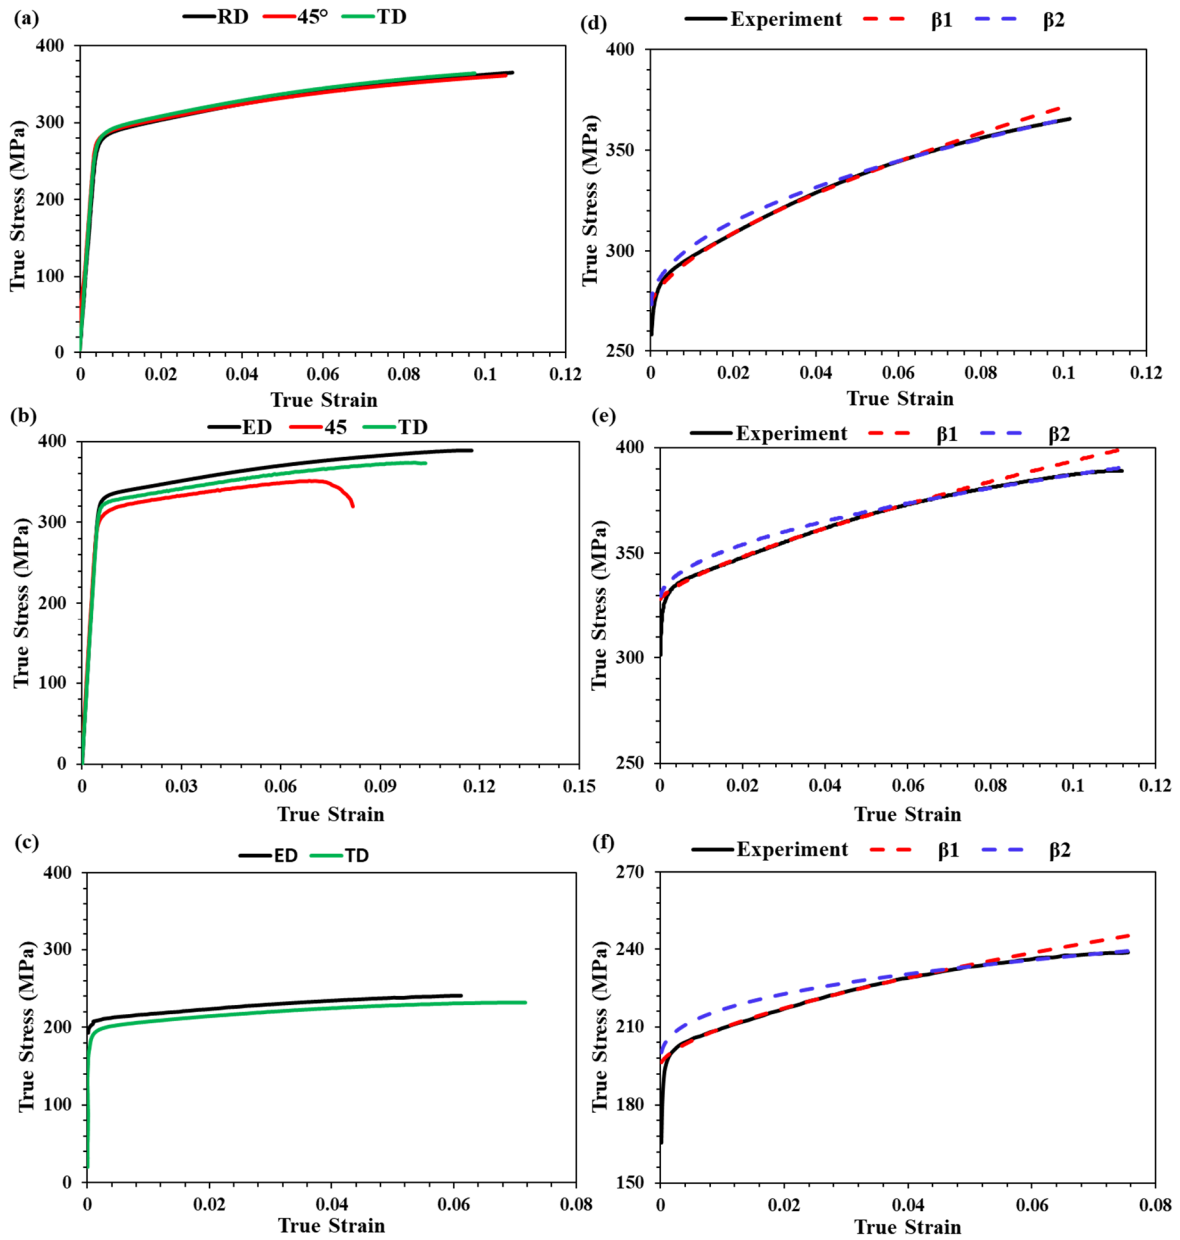 (a)
RD 45° TD
400
300
200
100
0
0 0.02 0.04 0.06 0.08 0.1 0.12
True Stress (MPa)
True Strain
(d)
Experiment β1 β2
400
350
300
250
0 0.02 0.04 0.06 0.08 0.1 0.12
True Stress (MPa)
True Strain
(b)
ED 45 TD
400
300
200
100
0
0 0.03 0.06 0.09 0.12 0.15
True Stress (MPa)
True Strain
(e)
Experiment β1 β2
400
350
300
250
0 0.02 0.04 0.06 0.08 0.1 0.12
True Stress (MPa)
True Strain
(c)
ED TD
400
300
200
100
0
0 0.02 0.04 0.06 0.08
True Stress (MPa)
True Strain
(f)
Experiment β1 β2
270
240
210
180
150
0 0.02 0.04 0.06 0.08
True Stress (MPa)
True Strain